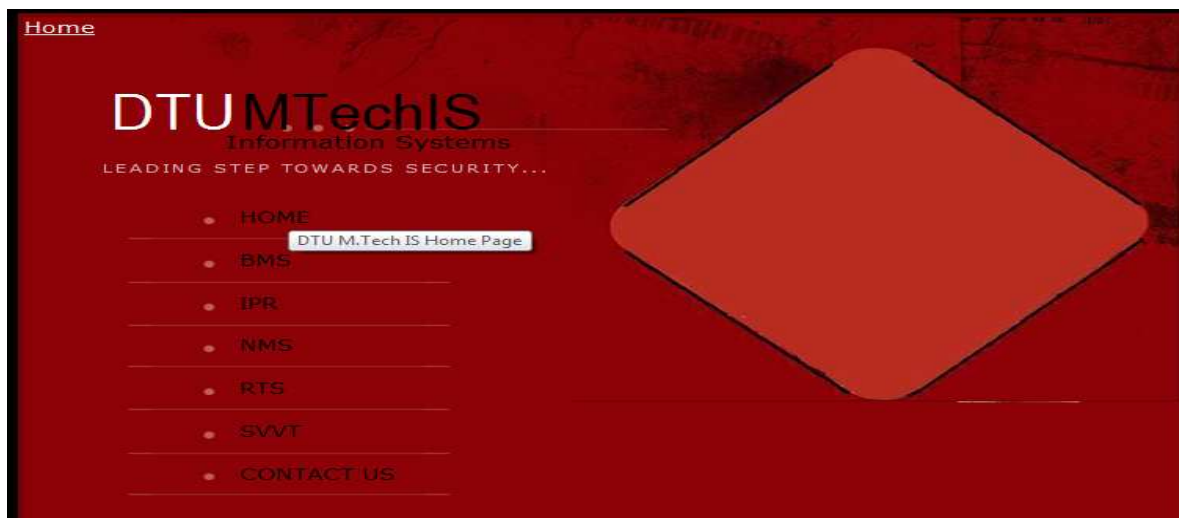 Home
DTUMTechIS
Information Systems
LEADING STEP TOWARDS SECURITY...
HOME
DTU M.Tech IS Home Page
BMS
IPR
NMS
RTS
SVVT
CONTACT US